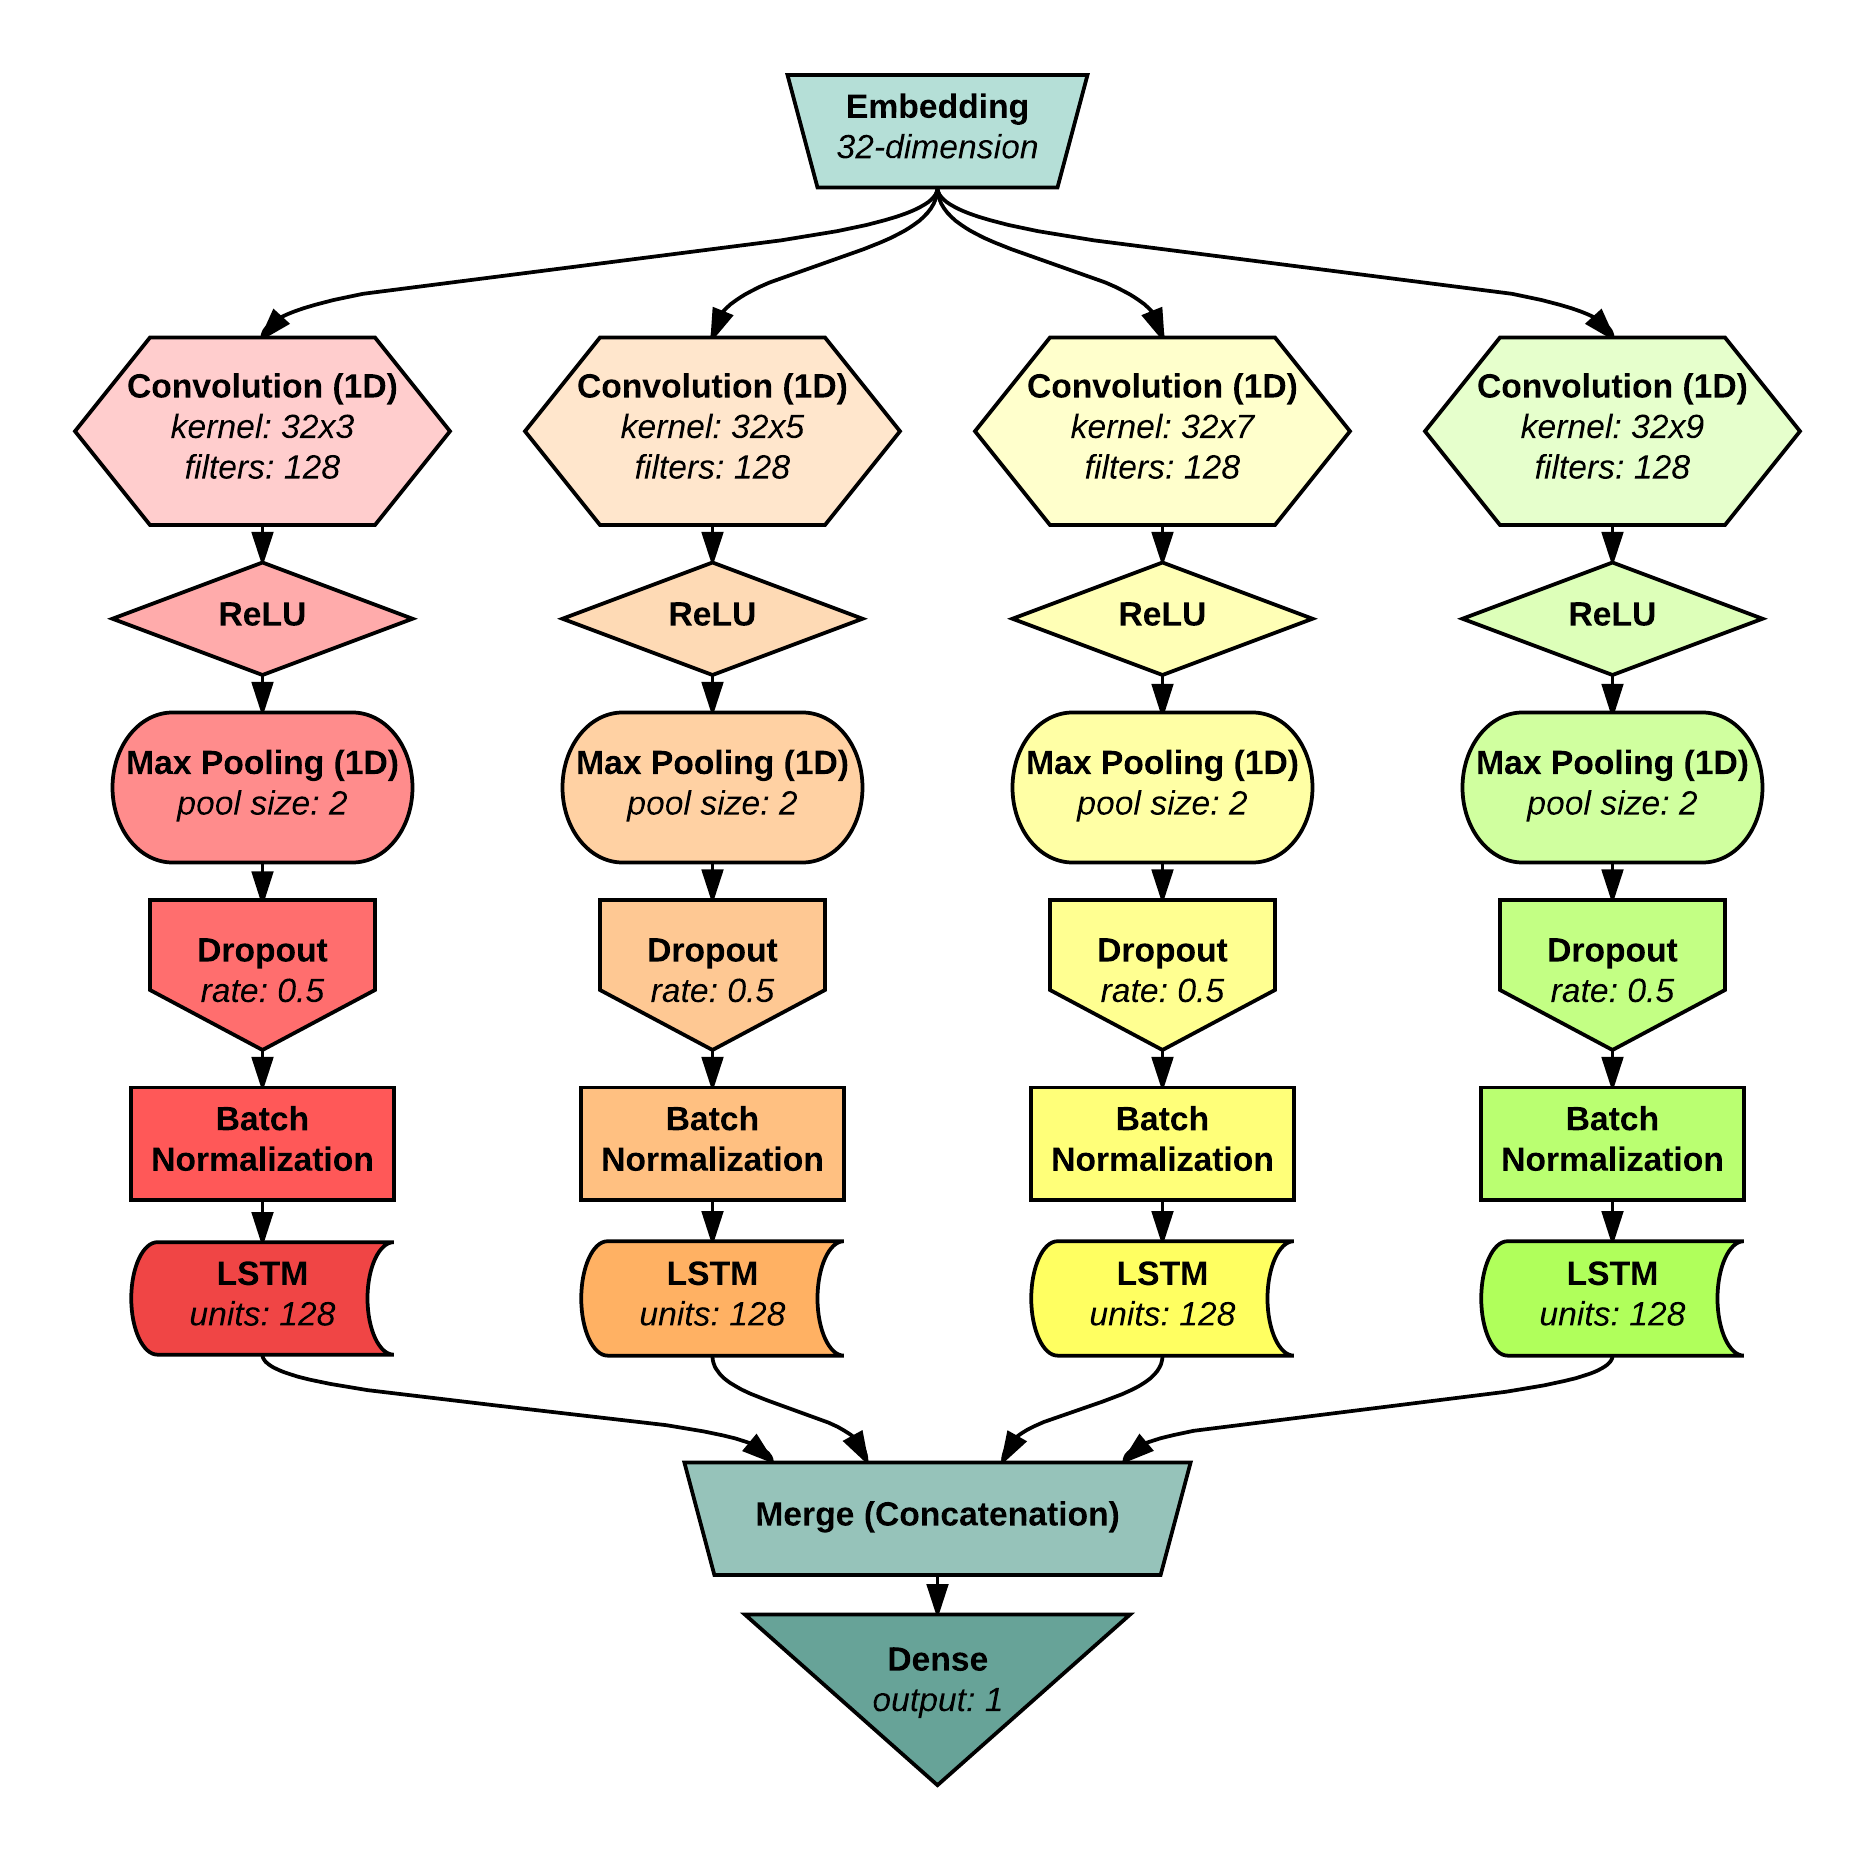 Embedding
32-dimension
Convolution (1D)
kernel: 32x3
filters: 128
Convolution (1D)
kernel: 32x5
filters: 128
Convolution (1D)
kernel: 32x7
filters: 128
Convolution (1D)
kernel: 32x9
filters: 128
ReLU
ReLU
ReLU
ReLU
Max Pooling (1D)
pool size: 2
Max Pooling (1D)
pool size: 2
Max Pooling (1D)
pool size: 2
Max Pooling (1D)
pool size: 2
Dropout
rate: 0.5
Dropout
rate: 0.5
Dropout
rate: 0.5
Dropout
rate: 0.5
Batch
Normalization
Batch
Normalization
Batch
Normalization
Batch
Normalization
LSTM
units: 128
LSTM
units: 128
LSTM
units: 128
LSTM
units: 128
Merge (Concatenation)
Dense
output: 1